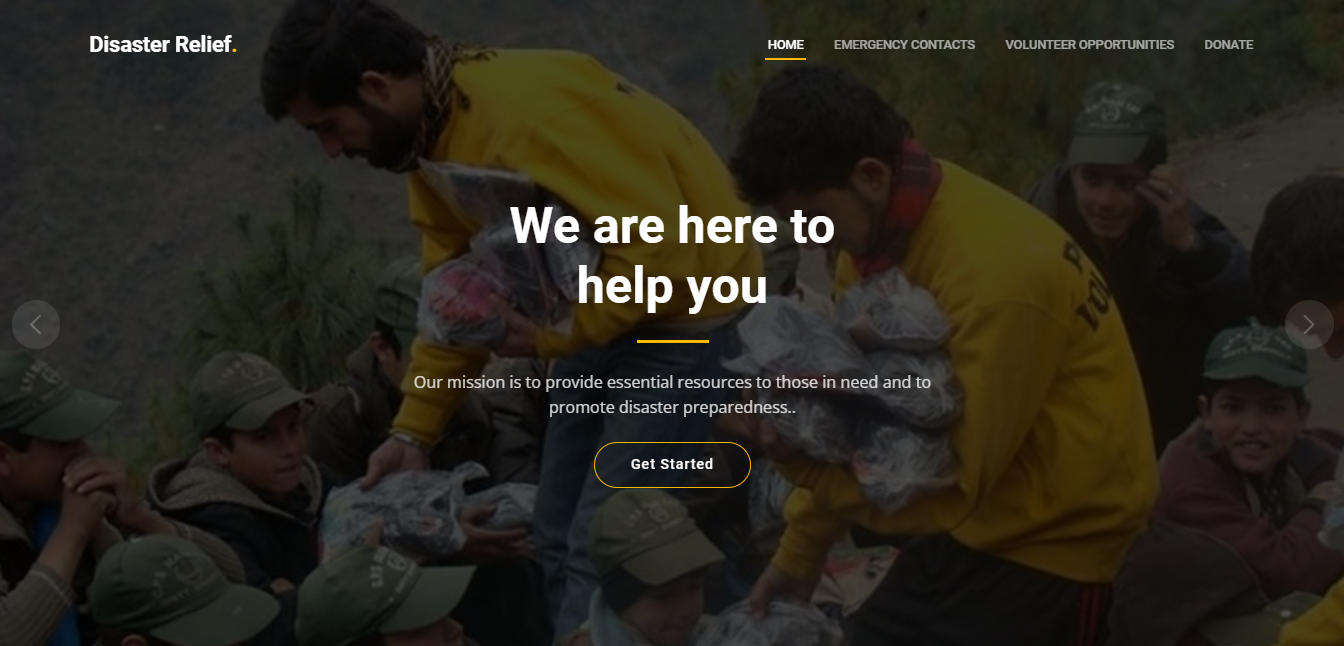 Disaster Relief.
HOME EMERGENCY CONTACTS VOLUNTEER OPPORTUNITIES DONATE
We are here to
help you
Our mission is to provide essential resources to those in need and to
promote disaster preparedness..
Get Started